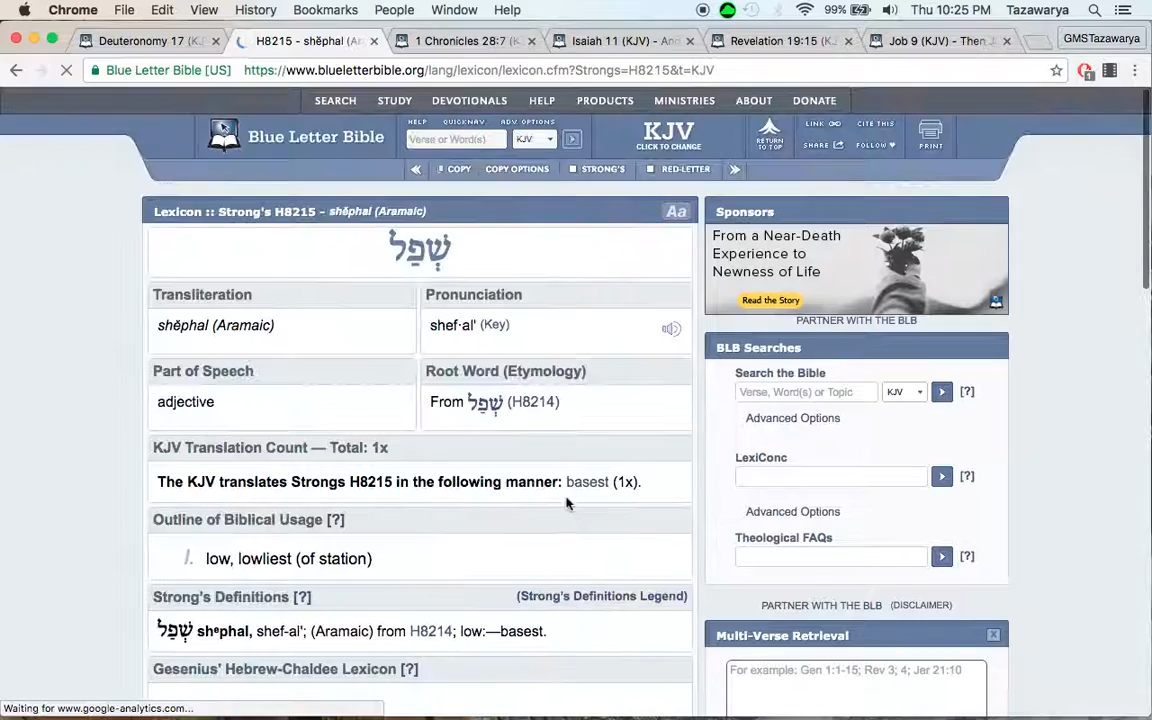 Chrome File Edit View History Bookmarks People Window Help 99% Thu 10:25 PM Tazawarya
Deuteronomy 17 (KJV) × H8215 - shĕphal (Ar × 1 Chronicles 28:7 (K × Isaiah 11 (KJV) - An × Revelation 19:15 (K × Job 9 (KJV) - Then J × GMSTazawarya
Blue Letter Bible [US] https://www.blueletterbible.org/lang/lexicon/lexicon.cfm?Strongs=H8215&t=KJV
SEARCH STUDY DEVOTIONALS HELP PRODUCTS MINISTRIES ABOUT DONATE
HELP QUICKNAV ADV. OPTIONS
Blue Letter Bible Verse or Word(s) KJV KJV
CLICK TO CHANGE
RETURN TO TOP
LINK CITE THIS
SHARE FOLLOW PRINT
COPY COPY OPTIONS STRONG'S RED-LETTER
Lexicon :: Strong's H8215 - shĕphal (Aramaic) Aa
שְׁפַל
Transliteration
shĕphal (Aramaic)
Pronunciation
shef·al' (Key)
Part of Speech
adjective
Root Word (Etymology)
From שְׁפַל (H8214)
KJV Translation Count — Total: 1x
The KJV translates Strongs H8215 in the following manner: basest (1x).
Outline of Biblical Usage [?]
I. low, lowliest (of station)
Strong's Definitions [?] (Strong's Definitions Legend)
שְׁפַל shᵉphal, shef-al'; (Aramaic) from H8214; low:—basest.
Gesenius' Hebrew-Chaldee Lexicon [?]
Sponsors
From a Near-Death
Experience to
Newness of Life
Read the Story
PARTNER WITH THE BLB
BLB Searches
Search the Bible
Verse, Word(s) or Topic KJV [?]
Advanced Options
LexiConc
[?]
Advanced Options
Theological FAQs
[?]
PARTNER WITH THE BLB (DISCLAIMER)
Multi-Verse Retrieval x
For example: Gen 1:1-15; Rev 3; 4; Jer 21:10
Waiting for www.google-analytics.com...